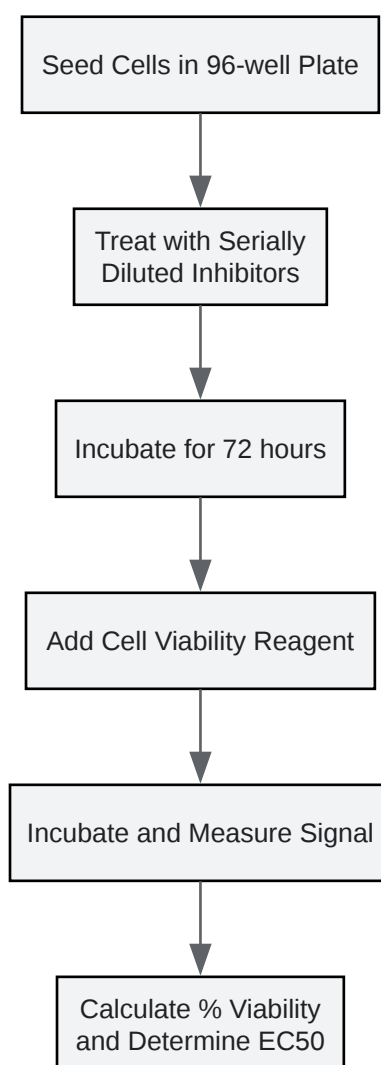 Seed Cells in 96-well Plate
Treat with Serially
Diluted Inhibitors
Incubate for 72 hours
Add Cell Viability Reagent
Incubate and Measure Signal
Calculate % Viability
and Determine EC50